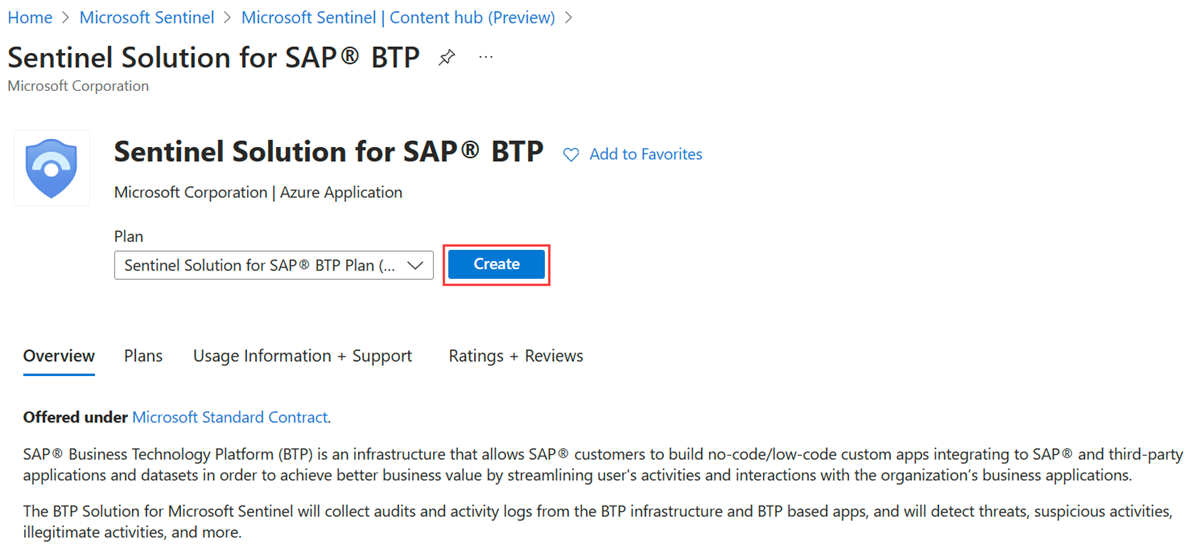 Home > Microsoft Sentinel > Microsoft Sentinel | Content hub (Preview) >
Sentinel Solution for SAP® BTP ...
Microsoft Corporation
Sentinel Solution for SAP® BTP Add to Favorites
Microsoft Corporation | Azure Application
Plan
Sentinel Solution for SAP® BTP Plan (... Create
Overview Plans Usage Information + Support Ratings + Reviews
Offered under Microsoft Standard Contract.
SAP® Business Technology Platform (BTP) is an infrastructure that allows SAP® customers to build no-code/low-code custom apps integrating to SAP® and third-party
applications and datasets in order to achieve better business value by streamlining user's activities and interactions with the organization’s business applications.
The BTP Solution for Microsoft Sentinel will collect audits and activity logs from the BTP infrastructure and BTP based apps, and will detect threats, suspicious activities,
illegitimate activities, and more.